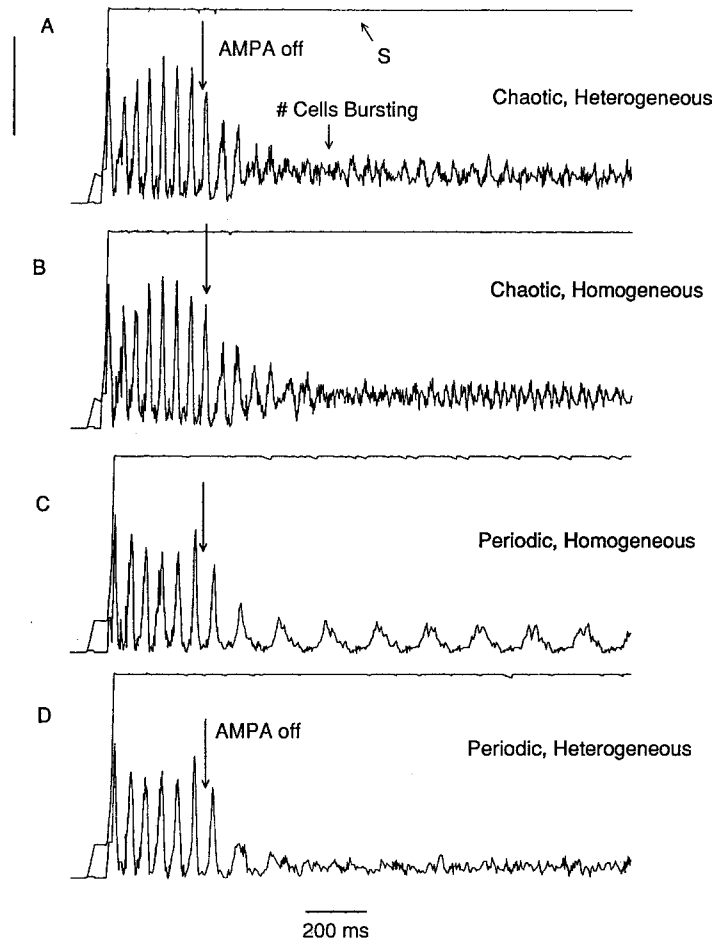 A
AMPA off
S
Chaotic, Heterogeneous
# Cells Bursting
B
Chaotic, Homogeneous
C
Periodic, Homogeneous
D
AMPA off
Periodic, Heterogeneous
200 ms